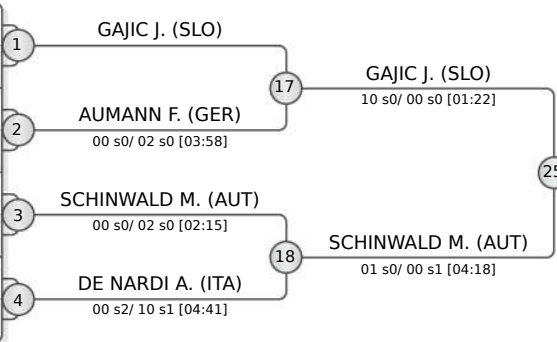 GAJIC J. (SLO)
1
17
GAJIC J. (SLO)
10 s0/ 00 s0 [01:22]
AUMANN F. (GER)
2
00 s0/ 02 s0 [03:58]
25
SCHINWALD M. (AUT)
3
00 s0/ 02 s0 [02:15]
18
SCHINWALD M. (AUT)
01 s0/ 00 s1 [04:18]
DE NARDI A. (ITA)
4
00 s2/ 10 s1 [04:41]